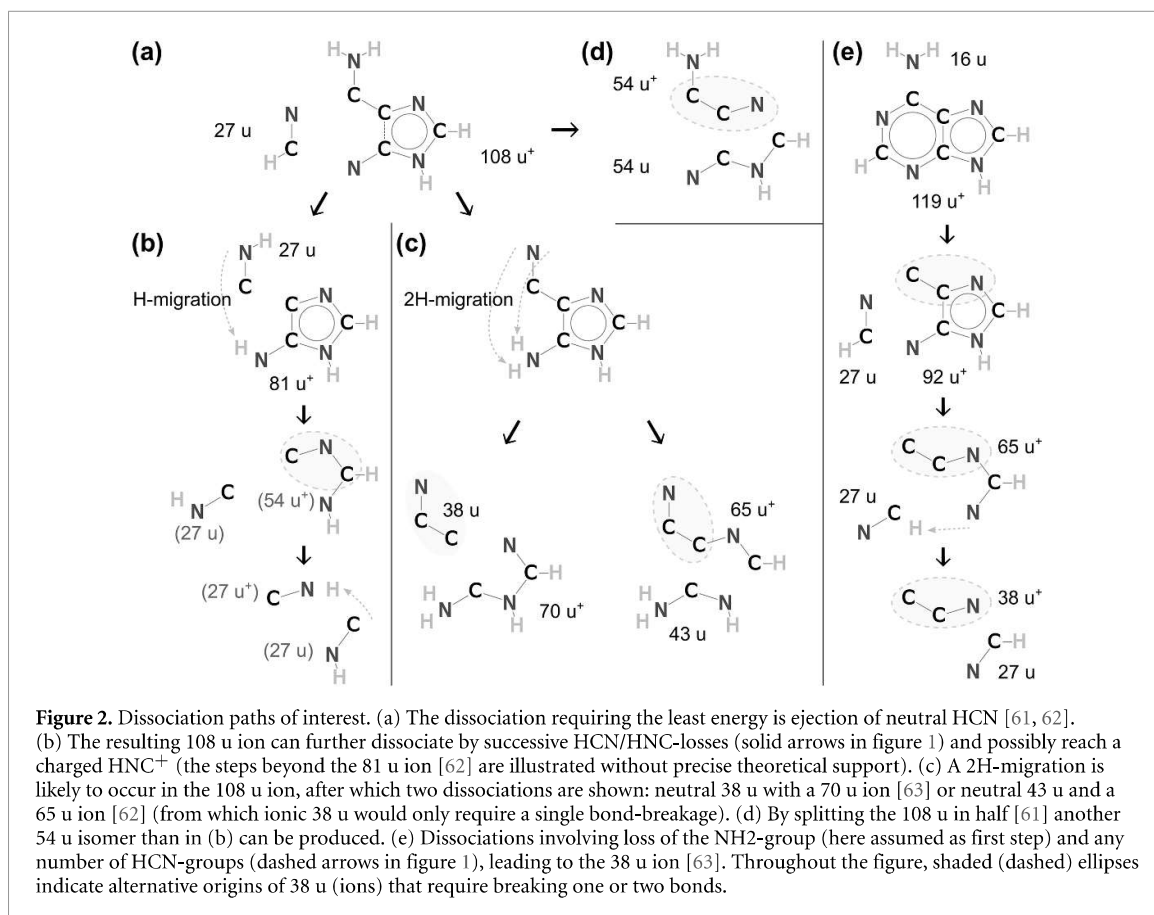 (a)
H H
N
C
N
C
C H
C
N
N
H
N
C
H
27 u
108 u⁺
(d)
H H
N
54 u⁺
C
C
N
54 u
C
H
N
C
N
H
(e)
H H
N
16 u
C
N
N
C
C H
C
C
H
N
N
H
119 u⁺
(b)
N H
27 u
C
H-migration
C
N
C H
C
H
N
N
H
81 u⁺
C
N
C H
(54 u⁺)
N
H
H
N
C
(27 u)
(27 u⁺)
C
N
H
C
(27 u)
N
H
(c)
N
2H-migration
C
C
N
C H
C
H
N
H
N
H
N
38 u
C
C
N
C H
H
N
H
C
N
H
70 u⁺
N
65 u⁺
C
C
N
C H
H
N
H
C
N
H
43 u
C
C
N
N
C H
C
C
H
N
N
H
27 u
92 u⁺
C
C
N
65 u⁺
C H
27 u
N
N
C
H
C
C
N
38 u⁺
C H
N
27 u
Figure 2. Dissociation paths of interest. (a) The dissociation requiring the least energy is ejection of neutral HCN [61, 62].
(b) The resulting 108 u ion can further dissociate by successive HCN/HNC-losses (solid arrows in figure 1) and possibly reach a
charged HNC⁺ (the steps beyond the 81 u ion [62] are illustrated without precise theoretical support). (c) A 2H-migration is
likely to occur in the 108 u ion, after which two dissociations are shown: neutral 38 u with a 70 u ion [63] or neutral 43 u and a
65 u ion [62] (from which ionic 38 u would only require a single bond-breakage). (d) By splitting the 108 u in half [61] another
54 u isomer than in (b) can be produced. (e) Dissociations involving loss of the NH2-group (here assumed as first step) and any
number of HCN-groups (dashed arrows in figure 1), leading to the 38 u ion [63]. Throughout the figure, shaded (dashed) ellipses
indicate alternative origins of 38 u (ions) that require breaking one or two bonds.